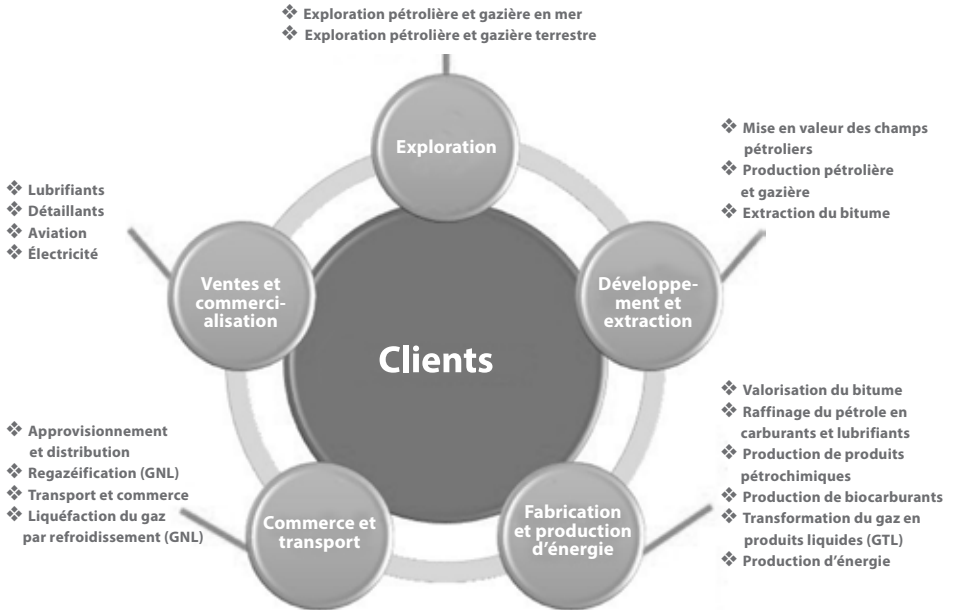 ❖ Exploration pétrolière et gazière en mer
❖ Exploration pétrolière et gazière terrestre
Exploration
❖ Mise en valeur des champs
pétroliers
❖ Production pétrolière
et gazière
❖ Extraction du bitume
Développe-
ment et
extraction
❖ Valorisation du bitume
❖ Raffinage du pétrole en
carburants et lubrifiants
❖ Production de produits
pétrochimiques
❖ Production de biocarburants
❖ Transformation du gaz en
produits liquides (GTL)
❖ Production d’énergie
Fabrication
et production
d’énergie
❖ Approvisionnement
et distribution
❖ Regazéification (GNL)
❖ Transport et commerce
❖ Liquéfaction du gaz
par refroidissement (GNL)
Commerce et
transport
❖ Lubrifiants
❖ Détaillants
❖ Aviation
❖ Électricité
Ventes et
commerci-
alisation
Clients